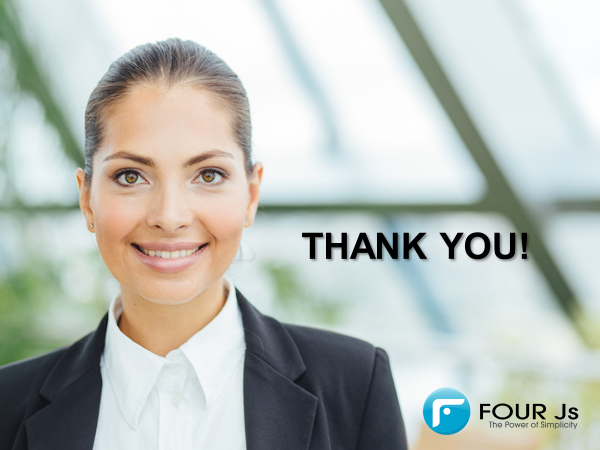 THANK YOU!
FOUR Js
The Power of Simplicity